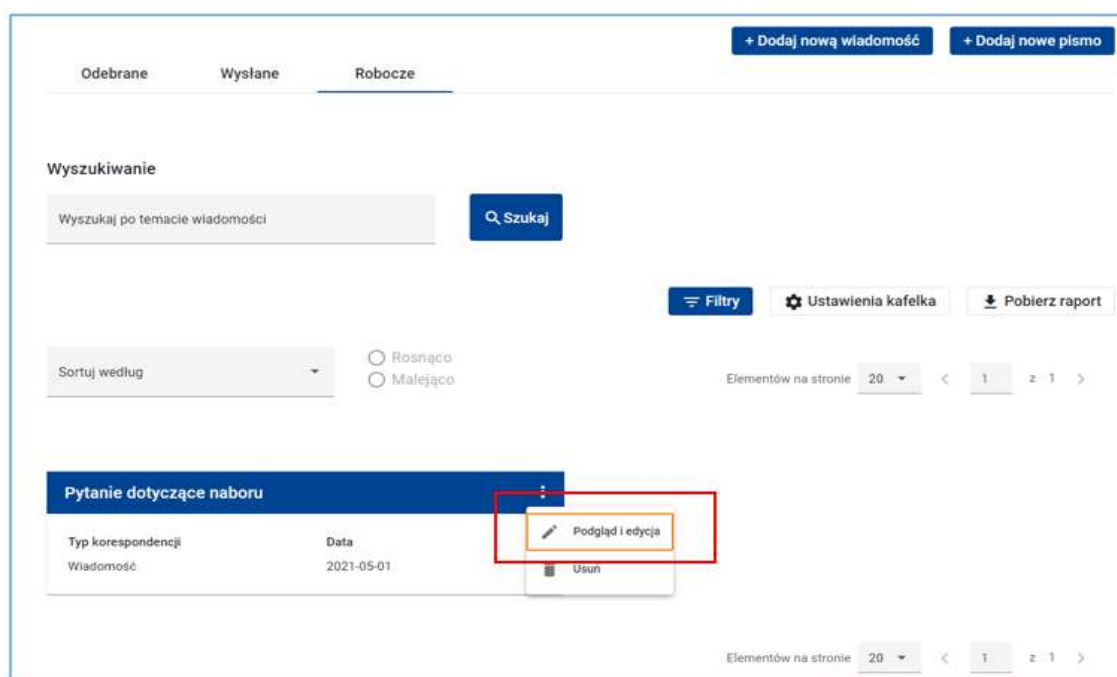 + Dodaj nową wiadomość + Dodaj nowe pismo
Odebrane Wysłane Robocze
Wyszukiwanie
Wyszukaj po temacie wiadomości Szukaj
Filtry Ustawienia kafelka Pobierz raport
Sortuj według
Rosnąco
Malejąco
Elementów na stronie 20 < 1 z 1 >
Pytanie dotyczące naboru
Podgląd i edycja
Typ korespondencji Data
Wiadomość 2021-05-01 Usuń
Elementów na stronie 20 < 1 z 1 >